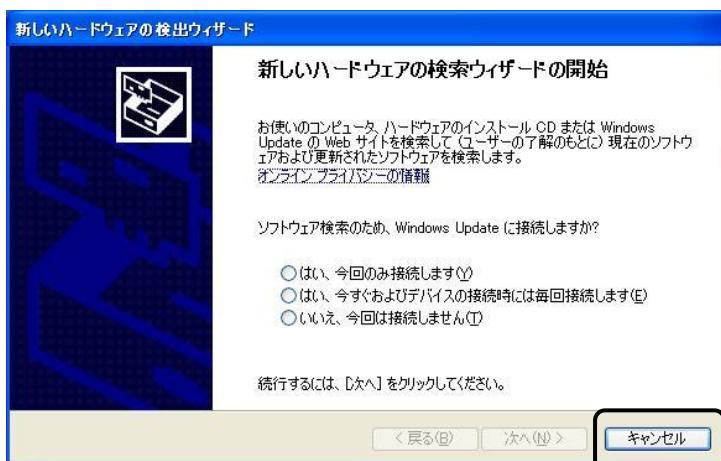 新しいハードウェアの検出ウィザード
新しいハードウェアの検索ウィザードの開始
お使いのコンピュータ、ハードウェアのインストール CD または Windows
Update の Web サイトを検索して (ユーザーの了解のもとに) 現在のソフトウ
ェアおよび更新されたソフトウェアを検索します。
オンライン プライバシーの情報
ソフトウェア検索のため、Windows Update に接続しますか?
はい、今回のみ接続します(Y)
はい、今すぐおよびデバイスの接続時には毎回接続します(E)
いいえ、今回は接続しません(T)
続行するには、[次へ] をクリックしてください。
< 戻る(B) 次へ(N) > キャンセル